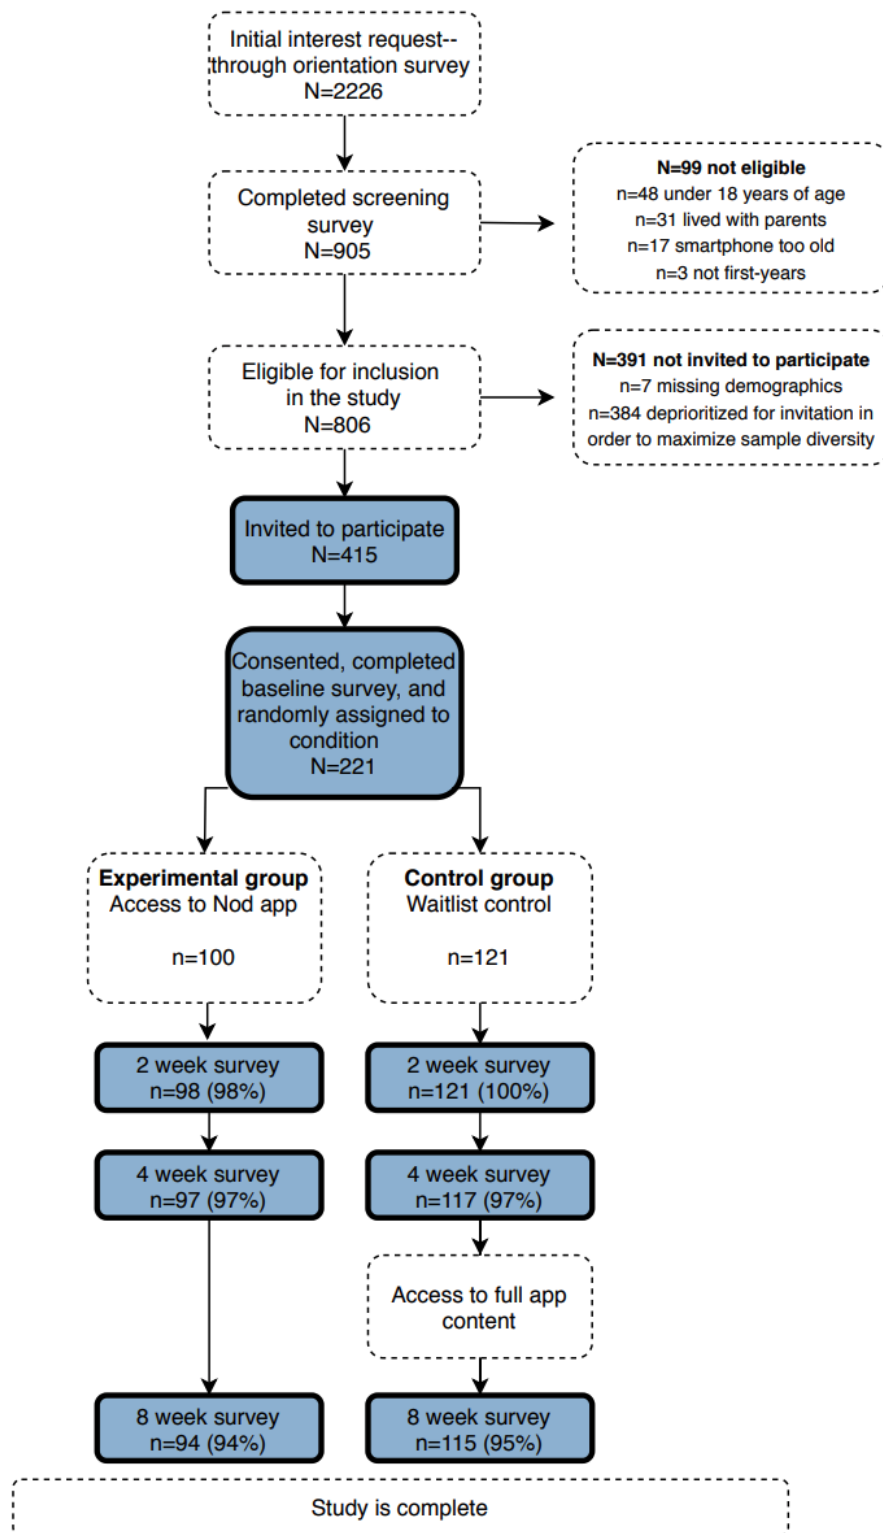 Initial interest request--
through orientation survey
N=2226
Completed screening
survey
N=905
N=99 not eligible
n=48 under 18 years of age
n=31 lived with parents
n=17 smartphone too old
n=3 not first-years
Eligible for inclusion
in the study
N=806
N=391 not invited to participate
n=7 missing demographics
n=384 deprioritized for invitation in
order to maximize sample diversity
Invited to participate
N=415
Consented, completed
baseline survey, and
randomly assigned to
condition
N=221
Experimental group
Access to Nod app
n=100
Control group
Waitlist control
n=121
2 week survey
n=98 (98%)
2 week survey
n=121 (100%)
4 week survey
n=97 (97%)
4 week survey
n=117 (97%)
Access to full app
content
8 week survey
n=94 (94%)
8 week survey
n=115 (95%)
Study is complete